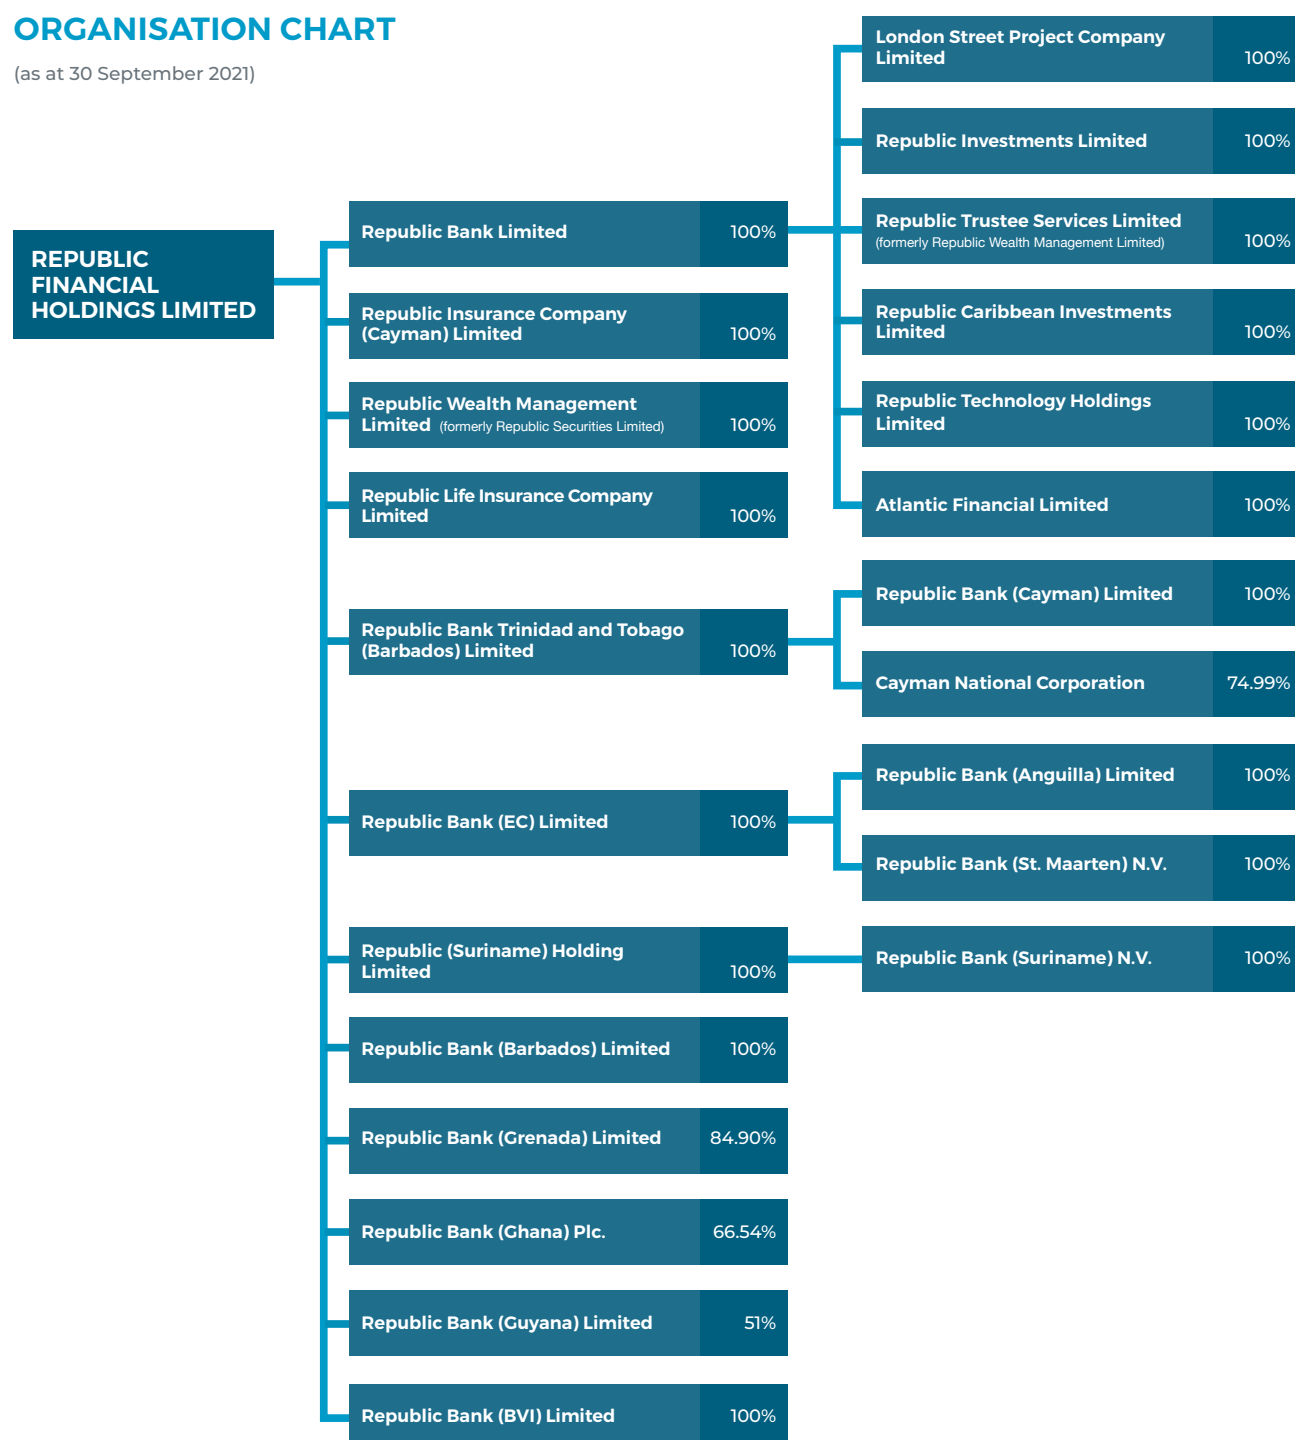 ORGANISATION CHART
(as at 30 September 2021)
REPUBLIC
FINANCIAL
HOLDINGS LIMITED
Republic Bank Limited 100%
Republic Insurance Company
(Cayman) Limited 100%
Republic Wealth Management
Limited (formerly Republic Securities Limited) 100%
Republic Life Insurance Company
Limited 100%
Republic Bank Trinidad and Tobago
(Barbados) Limited 100%
Republic Bank (EC) Limited 100%
Republic (Suriname) Holding
Limited 100%
Republic Bank (Barbados) Limited 100%
Republic Bank (Grenada) Limited 84.90%
Republic Bank (Ghana) Plc. 66.54%
Republic Bank (Guyana) Limited 51%
Republic Bank (BVI) Limited 100%
London Street Project Company
Limited 100%
Republic Investments Limited 100%
Republic Trustee Services Limited
(formerly Republic Wealth Management Limited) 100%
Republic Caribbean Investments
Limited 100%
Republic Technology Holdings
Limited 100%
Atlantic Financial Limited 100%
Republic Bank (Cayman) Limited 100%
Cayman National Corporation 74.99%
Republic Bank (Anguilla) Limited 100%
Republic Bank (St. Maarten) N.V. 100%
Republic Bank (Suriname) N.V. 100%